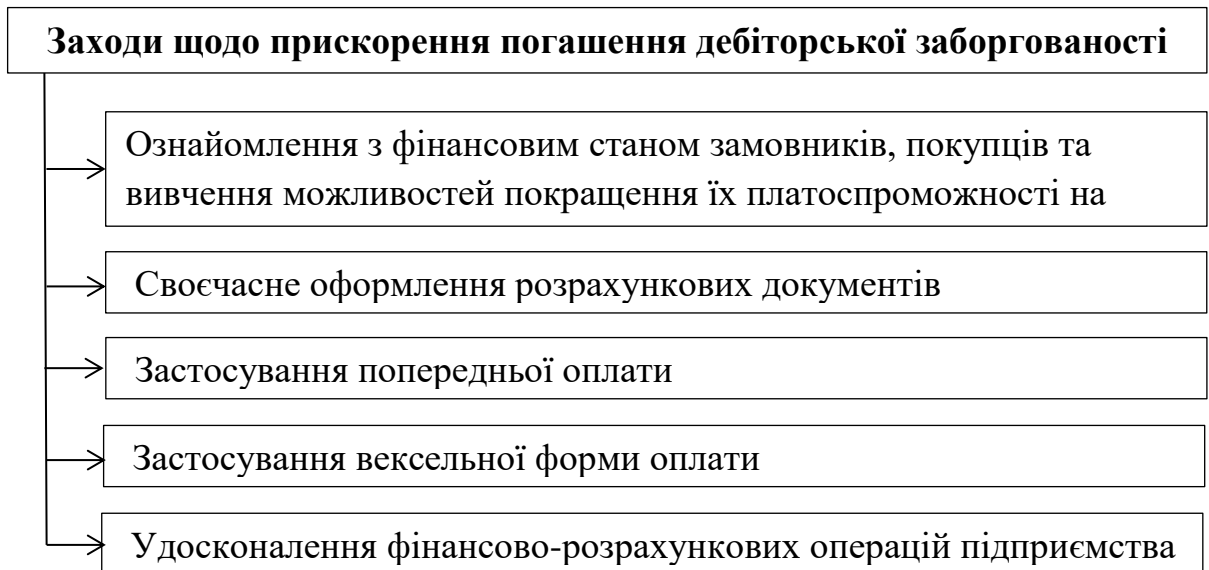 Заходи щодо прискорення погашення дебіторської заборгованості
Ознайомлення з фінансовим станом замовників, покупців та
вивчення можливостей покращення їх платоспроможності на
Своєчасне оформлення розрахункових документів
Застосування попередньої оплати
Застосування вексельної форми оплати
Удосконалення фінансово-розрахункових операцій підприємства